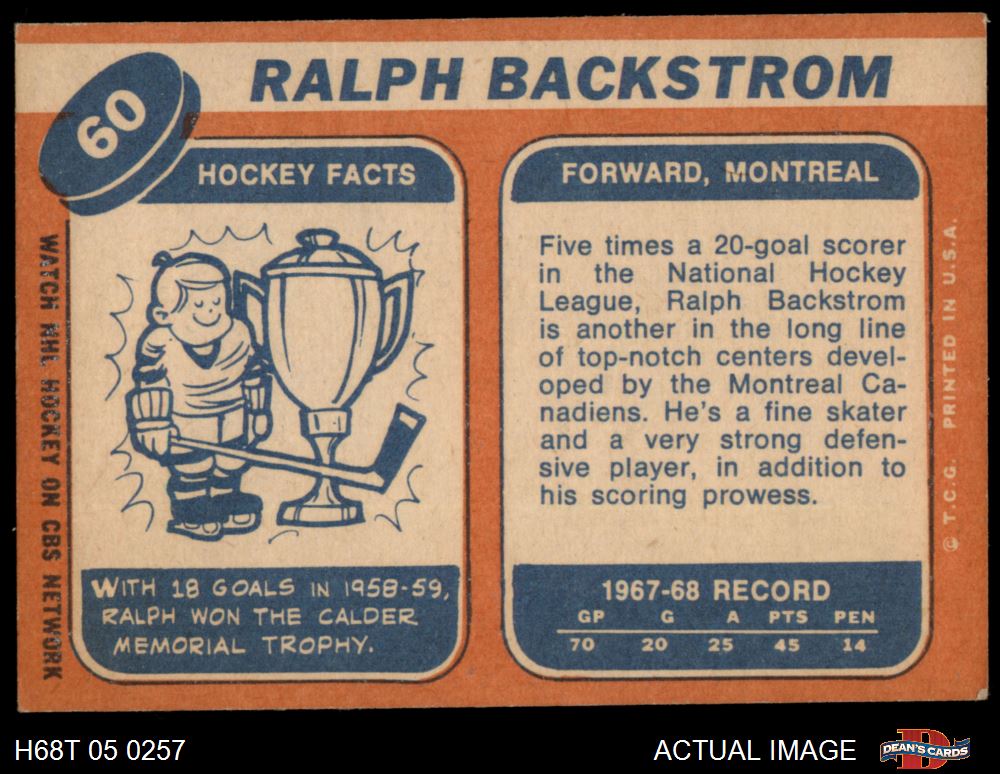 RALPH BACKSTROM
60
HOCKEY FACTS
WITH 18 GOALS IN 1958-59,
RALPH WON THE CALDER
MEMORIAL TROPHY.
WATCH NHL HOCKEY ON CBS NETWORK
FORWARD, MONTREAL
Five times a 20-goal scorer
in the National Hockey
League, Ralph Backstrom
is another in the long line
of top-notch centers devel-
oped by the Montreal Ca-
nadiens. He's a fine skater
and a very strong defen-
sive player, in addition to
his scoring prowess.
1967-68 RECORD
GP G A PTS PEN
70 20 25 45 14
© T.C.G. PRINTED IN U.S.A.
H68T 05 0257
ACTUAL IMAGE
DEAN'S CARDS